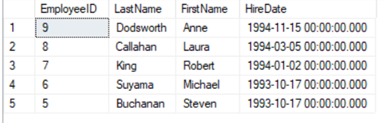 EmployeeID LastName FirstName HireDate
1 9 Dodsworth Anne 1994-11-15 00:00:00.000
2 8 Callahan Laura 1994-03-05 00:00:00.000
3 7 King Robert 1994-01-02 00:00:00.000
4 6 Suyama Michael 1993-10-17 00:00:00.000
5 5 Buchanan Steven 1993-10-17 00:00:00.000